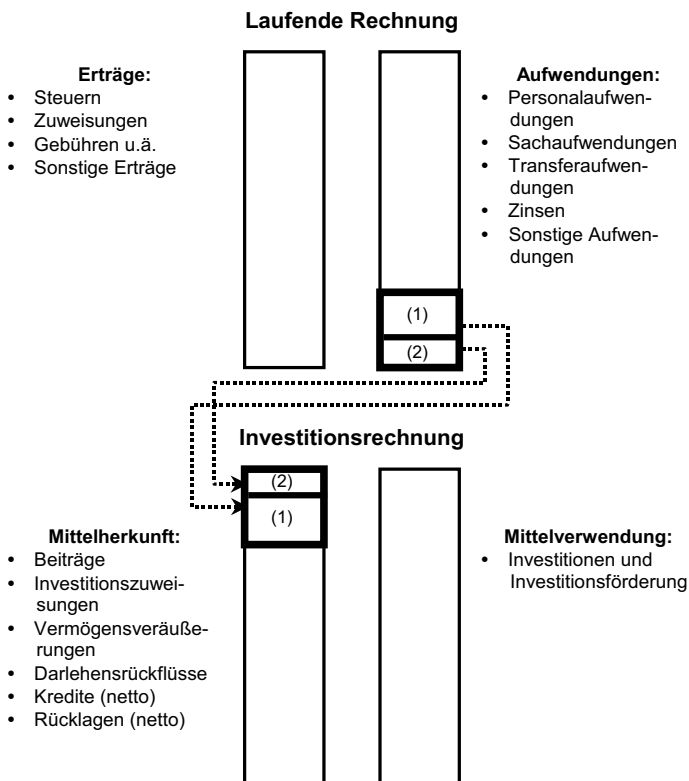 Laufende Rechnung
Erträge:
• Steuern
• Zuweisungen
• Gebühren u.ä.
• Sonstige Erträge
Aufwendungen:
• Personalaufwen-
dungen
• Sachaufwendungen
• Transferaufwen-
dungen
• Zinsen
• Sonstige Aufwen-
dungen
(1)
(2)
Investitionsrechnung
(2)
(1)
Mittelherkunft:
• Beiträge
• Investitionszuwei-
sungen
• Vermögensveräuße-
rungen
• Darlehensrückflüsse
• Kredite (netto)
• Rücklagen (netto)
Mittelverwendung:
• Investitionen und
Investitionsförderung